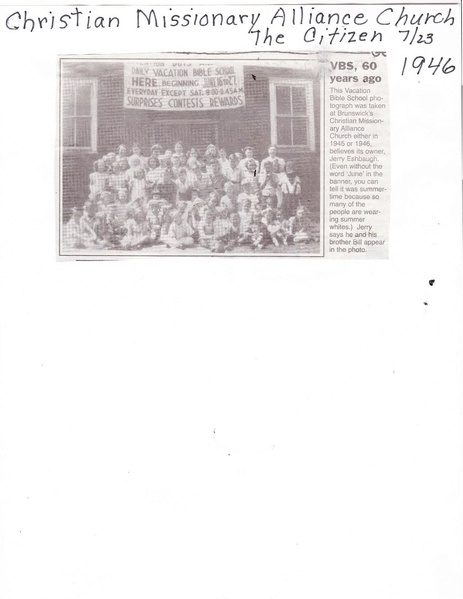 Christian Missionary Alliance Church
The Citizen 7/23
1946
DAILY VACATION BIBLE SCHOOL
HERE, BEGINNING
EVERYDAY EXCEPT SAT.
SURPRISES CONTESTS REWARDS
VBS, 60
years ago
This Vacation
Bible School pho-
tograph was taken
at Brunswick's
Christian Mission-
ary Alliance
Church either in
1945 or 1946,
believes its owner,
Jerry Eshbaugh.
(Even without the
word 'June' in the
banner, you can
tell it was summer-
time because so
many of the
people are wear-
ing summer
whites.) Jerry
says he and his
brother Bill appear
in the photo.